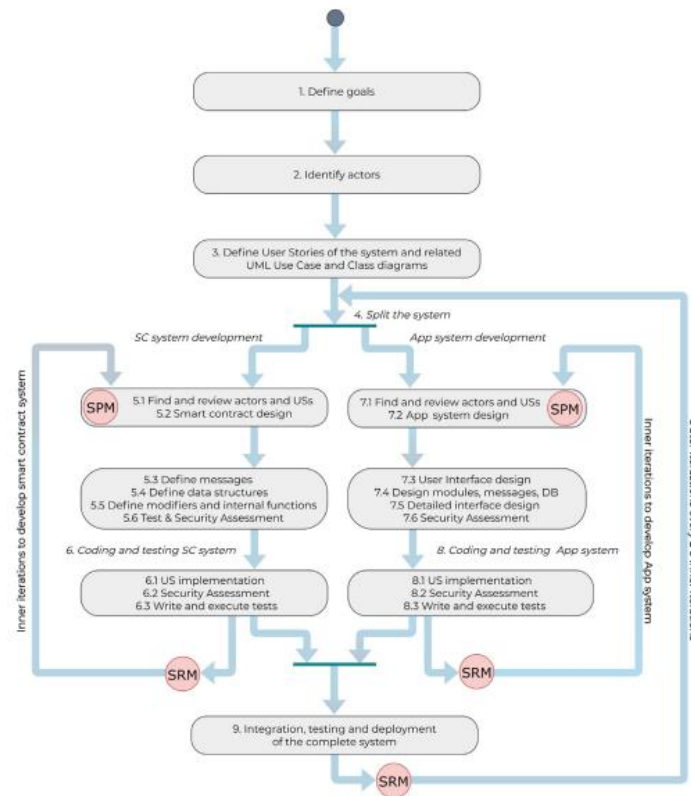 1. Define goals
2. Identify actors
3. Define User Stories of the system and related
UML Use Case and Class diagrams
4. Split the system
SC system development
App system development
SPM
5.1 Find and review actors and USs
5.2 Smart contract design
7.1 Find and review actors and USs
7.2 App system design
SPM
5.3 Define messages
5.4 Define data structures
5.5 Define modifiers and internal functions
5.6 Test & Security Assessment
7.3 User Interface design
7.4 Design modules, messages, DB
7.5 Detailed interface design
7.6 Security Assessment
6. Coding and testing SC system
8. Coding and testing App system
6.1 US implementation
6.2 Security Assessment
6.3 Write and execute tests
8.1 US implementation
8.2 Security Assessment
8.3 Write and execute tests
Inner iterations to develop smart contract system
Inner iterations to develop App system
SRM
SRM
9. Integration, testing and deployment
of the complete system
SRM